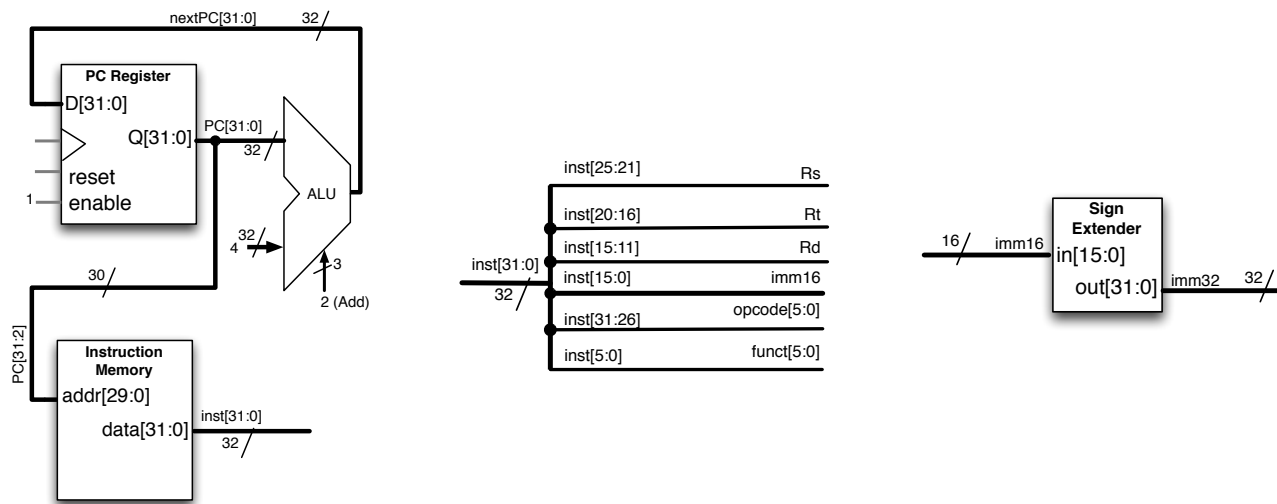 nextPC[31:0]
32
PC Register
D[31:0]
Q[31:0]
reset
1
enable
PC[31:0]
32
ALU
32
4
3
2 (Add)
30
PC[31:2]
Instruction
Memory
addr[29:0]
data[31:0]
inst[31:0]
32
inst[31:0]
32
inst[25:21]
Rs
inst[20:16]
Rt
inst[15:11]
Rd
inst[15:0]
imm16
inst[31:26]
opcode[5:0]
inst[5:0]
funct[5:0]
16
imm16
Sign
Extender
in[15:0]
out[31:0]
imm32
32